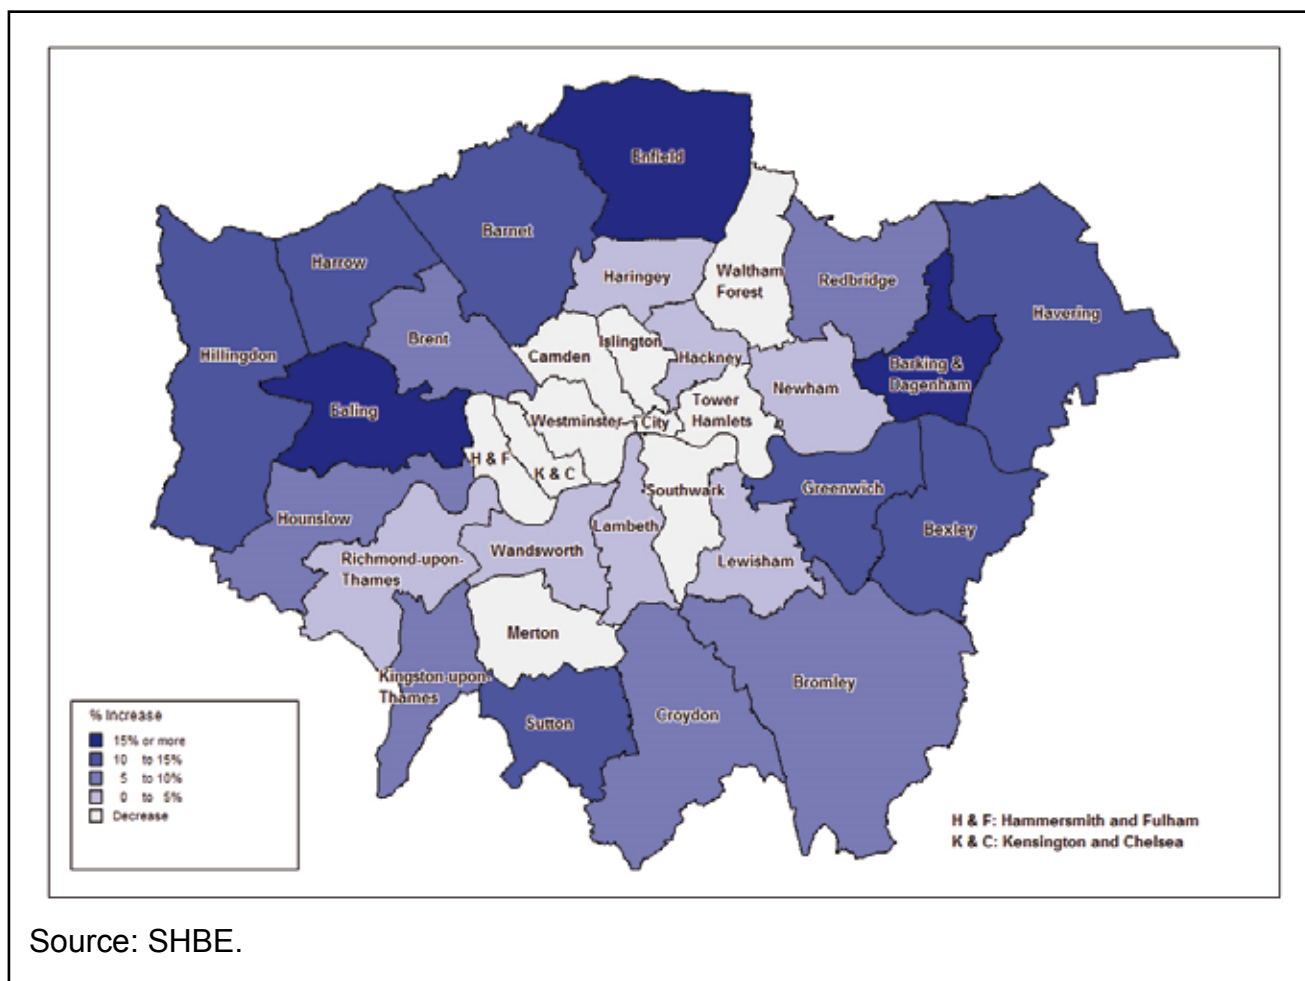 Enfield
Barnet
Harrow
Haringey
Waltham
Forest
Redbridge
Havering
Hillingdon
Brent
Camden
Islington
Hackney
Newham
Barking &
Dagenham
Ealing
Westminster
City
Tower
Hamlets
H & F
K & C
Southwark
Greenwich
Hounslow
Lambeth
Bexley
Richmond-upon-
Thames
Wandsworth
Lewisham
Merton
Kingston-upon-
Thames
Sutton
Croydon
Bromley
% Increase
15% or more
10 to 15%
5 to 10%
0 to 5%
Decrease
H & F: Hammersmith and Fulham
K & C: Kensington and Chelsea
Source: SHBE.